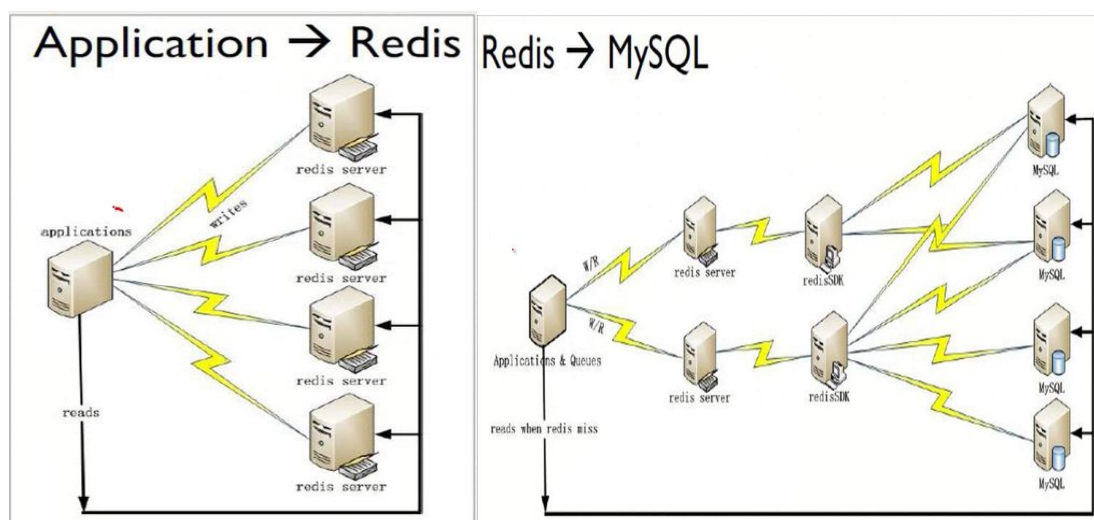 Application → Redis
applications
writes
redis server
redis server
redis server
redis server
reads
Redis → MySQL
Applications & Queues
W/R
W/R
redis server
redis server
redisSDK
redisSDK
MySQL
MySQL
MySQL
MySQL
reads when redis miss